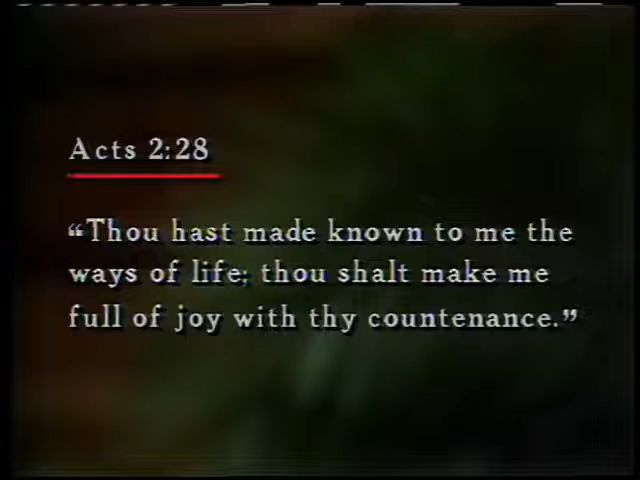 Acts 2:28
“Thou hast made known to me the
ways of life; thou shalt make me
full of joy with thy countenance.”